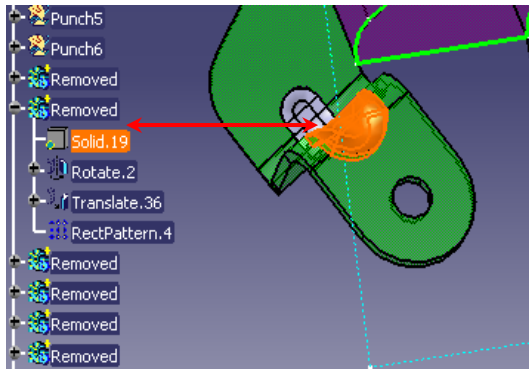 Punch5
Punch6
Removed
Removed
Solid.19
Rotate.2
Translate.36
RectPattern.4
Removed
Removed
Removed
Removed